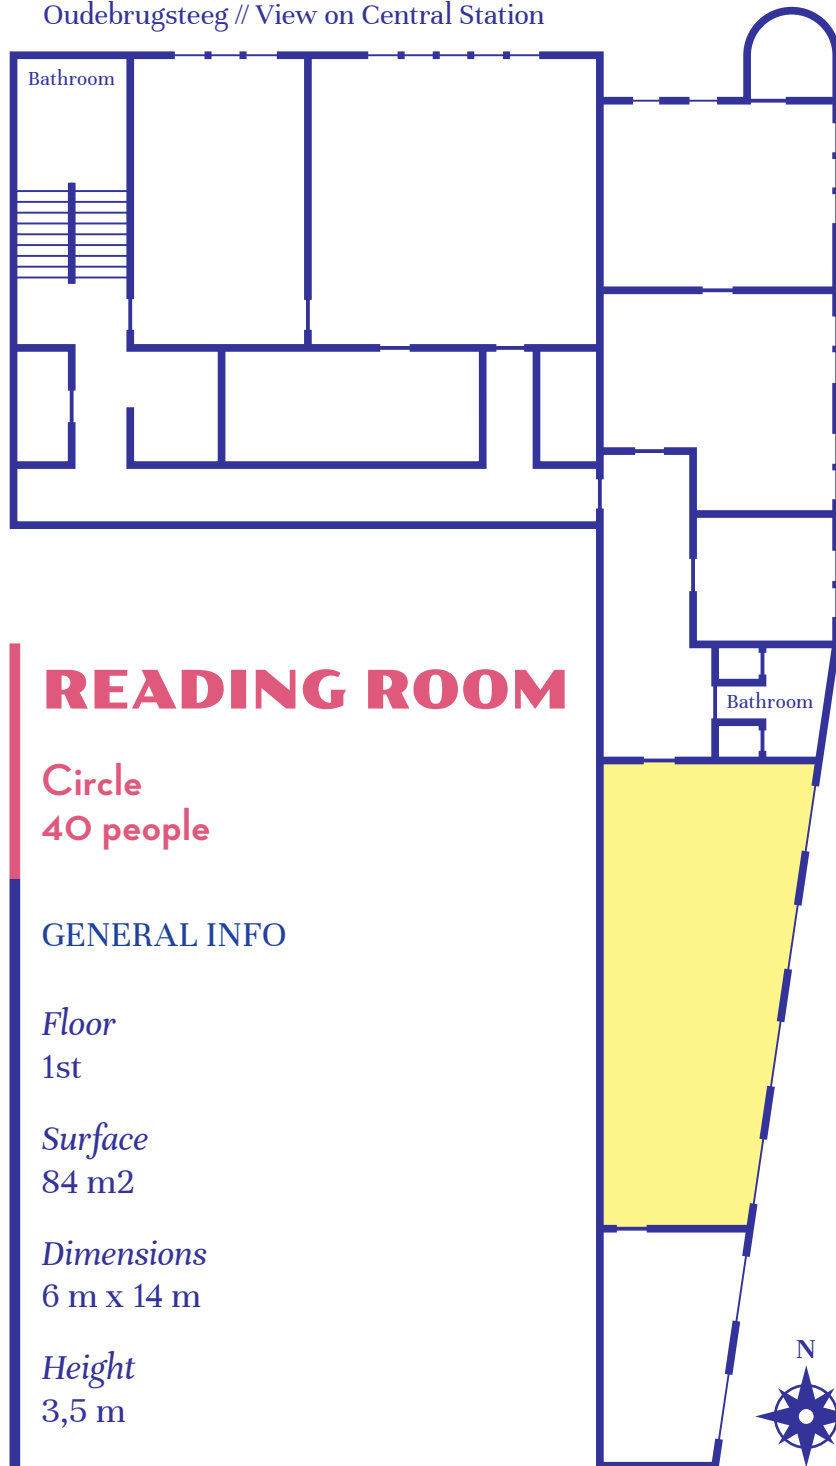 Oudebrugsteeg // View on Central Station
Bathroom
READING ROOM
Bathroom
Circle
40 people
GENERAL INFO
Floor
1st
Surface
84 m2
Dimensions
6 m x 14 m
N
Height
3,5 m